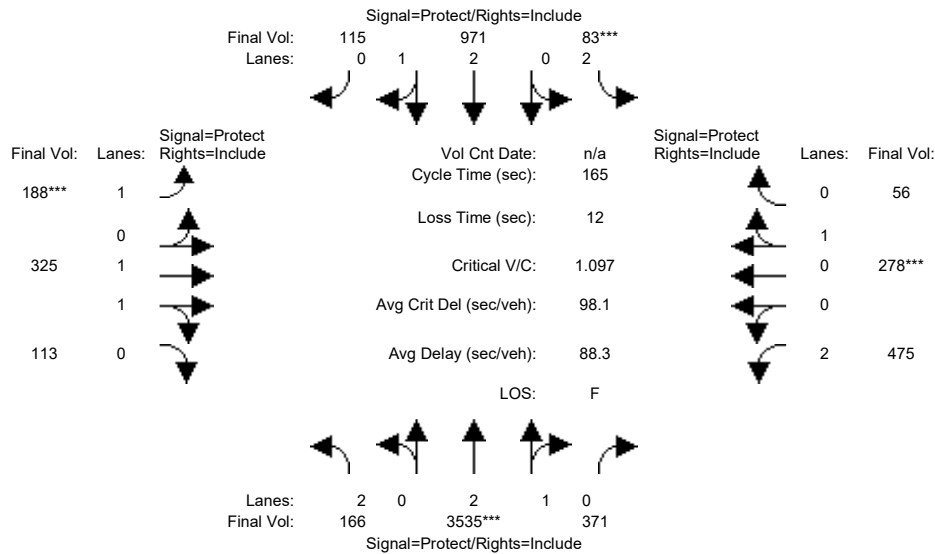 Signal=Protect/Rights=Include
Final Vol: 115 971 83***
Lanes: 0 1 2 0 2
Signal=Protect
Final Vol: Lanes: Rights=Include
Vol Cnt Date: n/a
Signal=Protect
Rights=Include Lanes: Final Vol:
Cycle Time (sec): 165
188*** 1
0 56
Loss Time (sec): 12
0
1
325 1
Critical V/C: 1.097
0 278***
1
Avg Crit Del (sec/veh): 98.1
0
113 0
Avg Delay (sec/veh): 88.3
2 475
LOS: F
Lanes: 2 0 2 1 0
Final Vol: 166 3535*** 371
Signal=Protect/Rights=Include